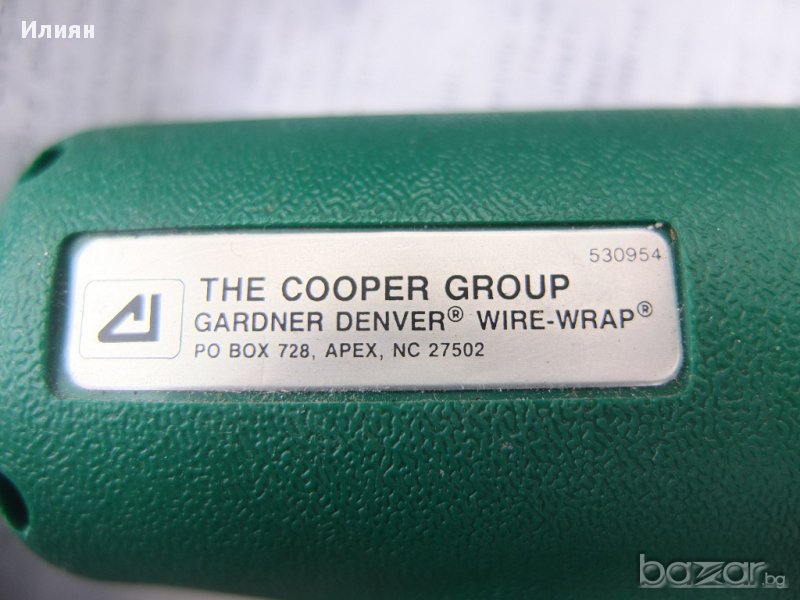 Илиян
530954
THE COOPER GROUP
GARDNER DENVER® WIRE-WRAP®
PO BOX 728, APEX, NC 27502
bazar.bg